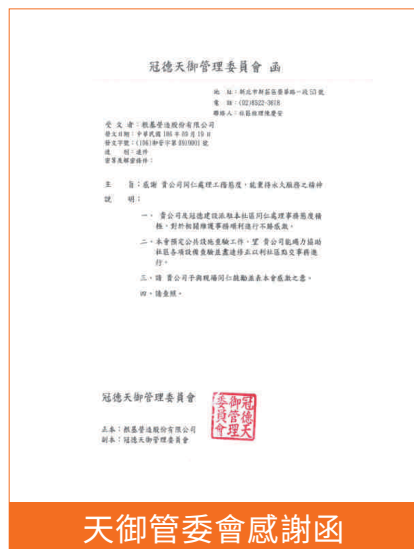 冠德天御管理委員會 函
地 址：新北市新莊區榮華路一段53號
電 話：(02)8522-3618
聯絡人：社區經理陳慶安
受 文 者：根基營造股份有限公司
發文日期：中華民國106年09月19日
發文字號：(106)御管字第091901號
速 別：速件
密等及解密條件：
主 旨：感謝 貴公司同仁處理工務態度，能秉持永久服務之精神
說 明：
一、 貴公司及冠德建設派駐本社區同仁處理事務態度積
極，對於相關維護事務順利進行不勝感激。
二、本會預定公共設施查驗工作，望 貴公司能竭力協助
社區各項設備查驗並盡速修正以利社區點交事務進
行。
三、請 貴公司予與現場同仁鼓勵並表本會感激之意。
四、請查照。
冠德天御管理委員會
冠德天御管理委員會
正本：根基營造股份有限公司
副本：冠德天御管理委員會
天御管委會感謝函